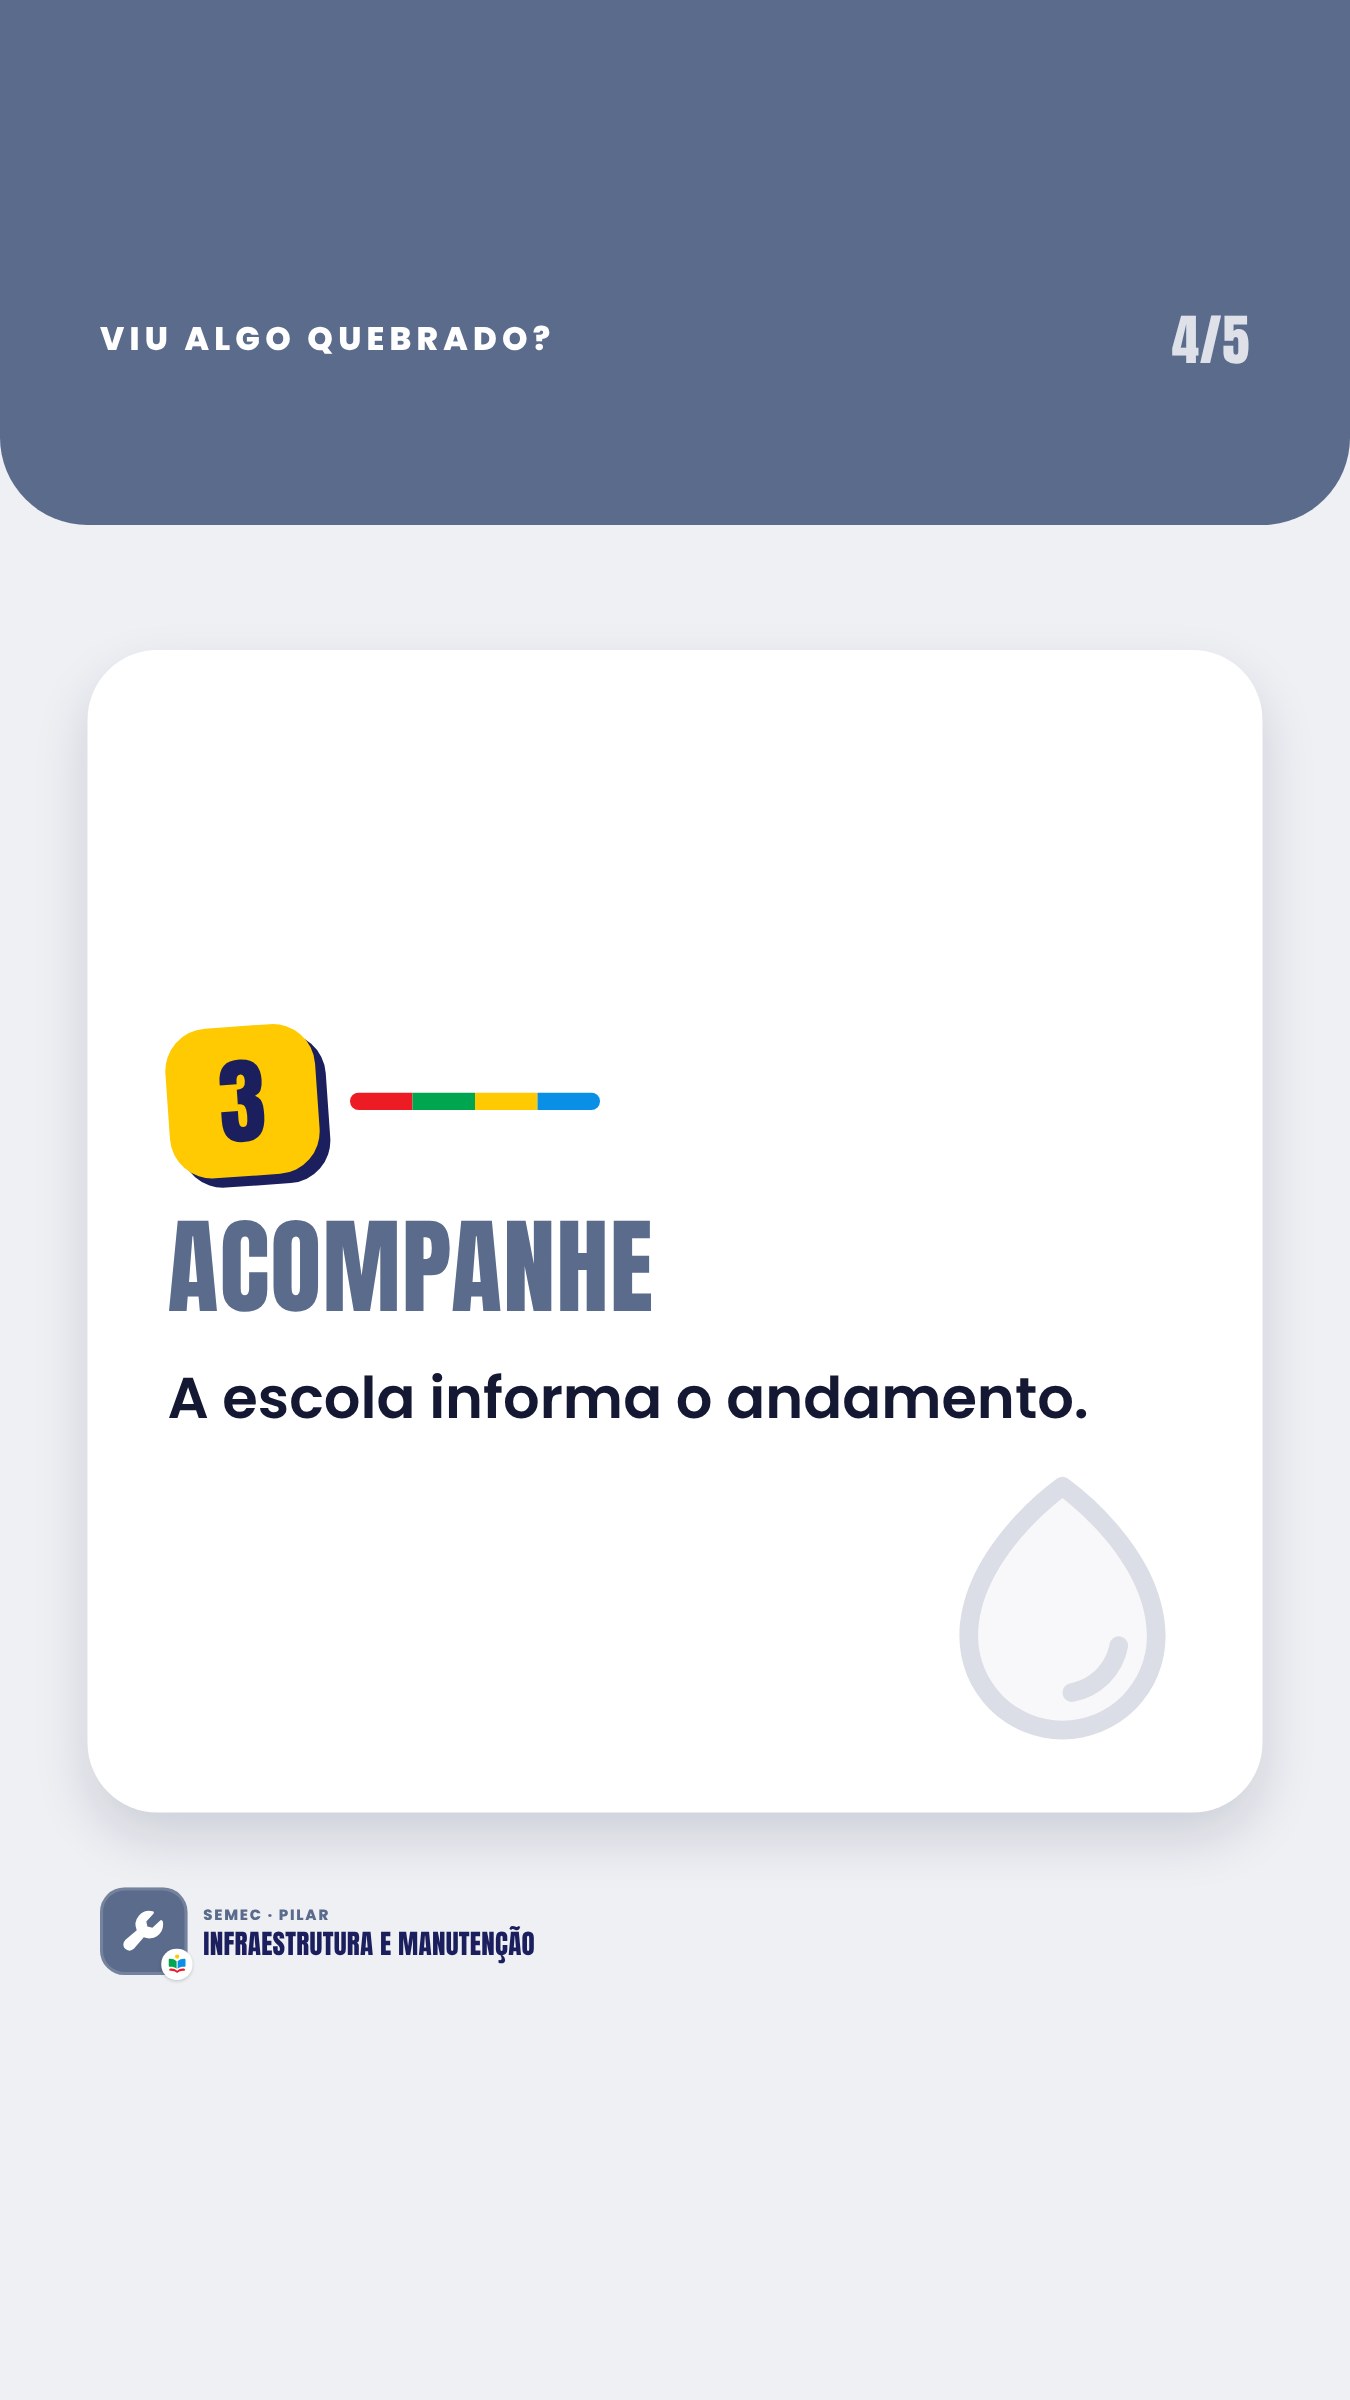 VIU ALGO QUEBRADO?
4/5
3
ACOMPANHE
A escola informa o andamento.
SEMEC · PILAR
INFRAESTRUTURA E MANUTENÇÃO